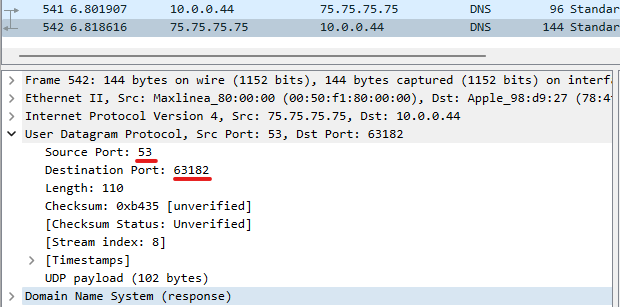 541 6.801907 10.0.0.44 75.75.75.75 DNS 96 Standar
542 6.818616 75.75.75.75 10.0.0.44 DNS 144 Standar
Frame 542: 144 bytes on wire (1152 bits), 144 bytes captured (1152 bits) on interfa
Ethernet II, Src: Maxlinea_80:00:00 (00:50:f1:80:00:00), Dst: Apple_98:d9:27 (78:4f
Internet Protocol Version 4, Src: 75.75.75.75, Dst: 10.0.0.44
User Datagram Protocol, Src Port: 53, Dst Port: 63182
Source Port: 53
Destination Port: 63182
Length: 110
Checksum: 0xb435 [unverified]
[Checksum Status: Unverified]
[Stream index: 8]
[Timestamps]
UDP payload (102 bytes)
Domain Name System (response)